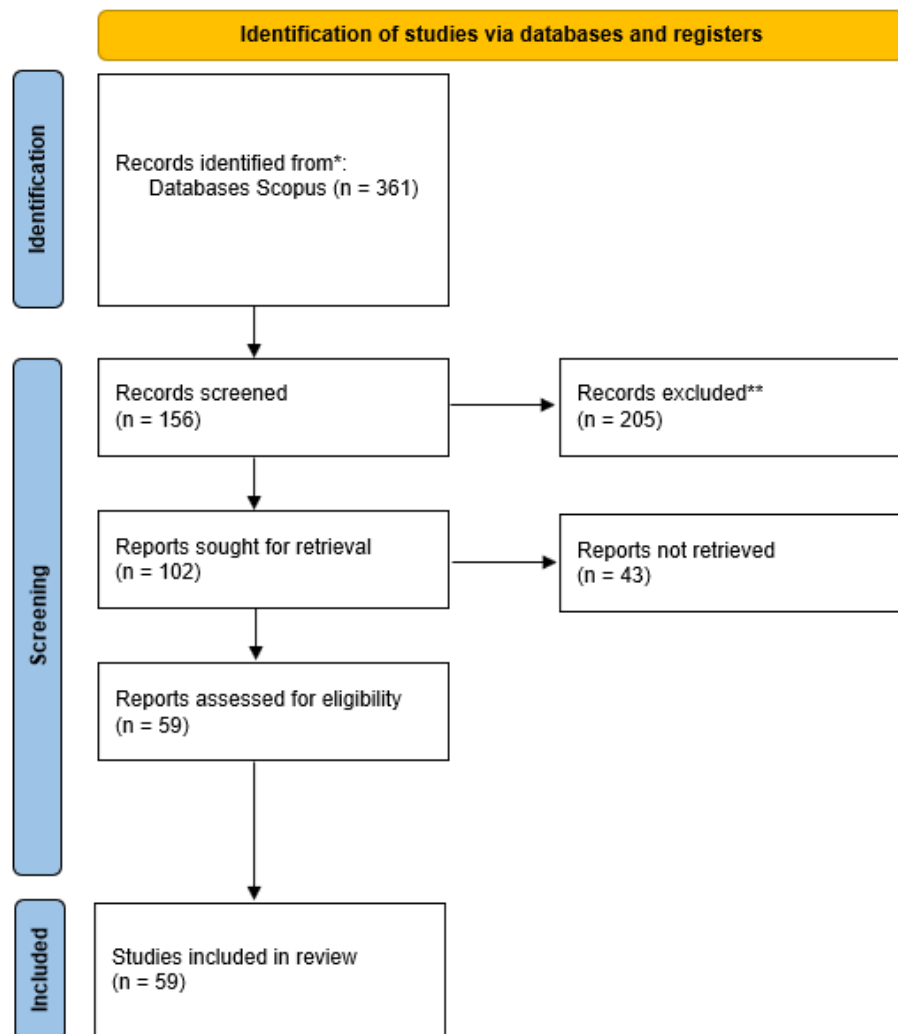 Identification of studies via databases and registers
Identification
Records identified from*:
Databases Scopus (n = 361)
Screening
Records screened
(n = 156)
Records excluded**
(n = 205)
Reports sought for retrieval
(n = 102)
Reports not retrieved
(n = 43)
Reports assessed for eligibility
(n = 59)
Included
Studies included in review
(n = 59)